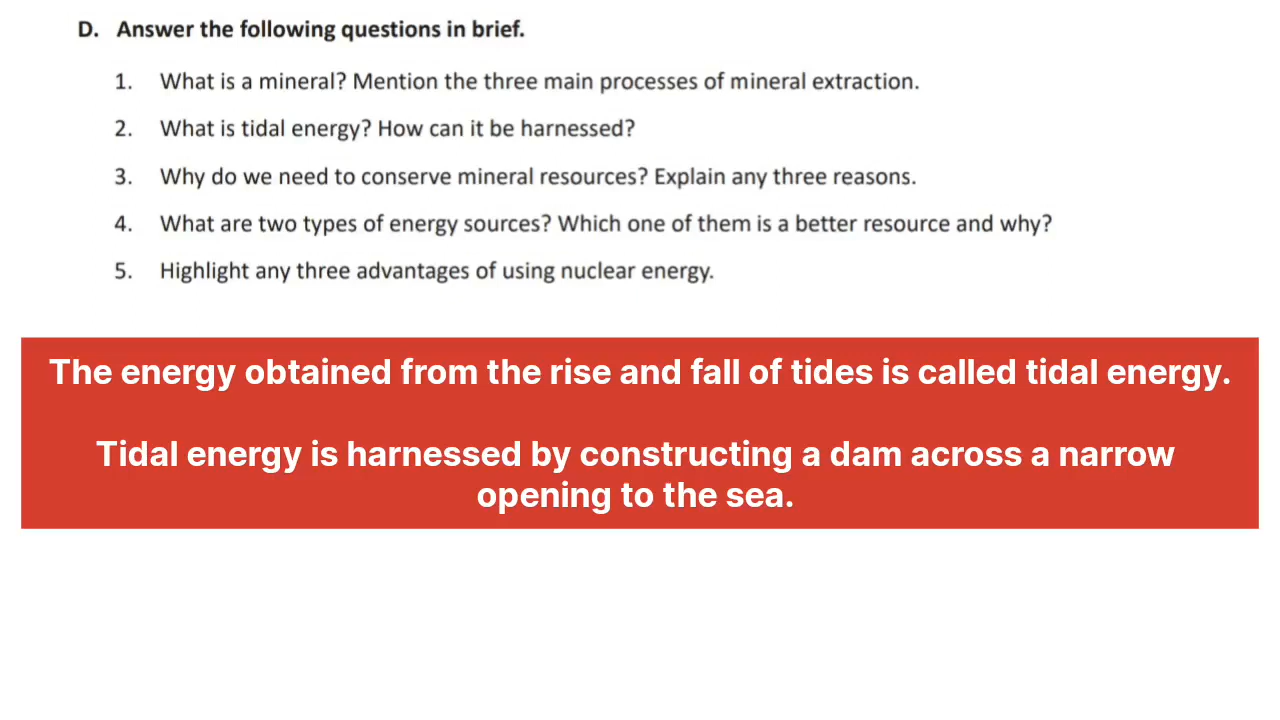 D. Answer the following questions in brief.
1. What is a mineral? Mention the three main processes of mineral extraction.
2. What is tidal energy? How can it be harnessed?
3. Why do we need to conserve mineral resources? Explain any three reasons.
4. What are two types of energy sources? Which one of them is a better resource and why?
5. Highlight any three advantages of using nuclear energy.
The energy obtained from the rise and fall of tides is called tidal energy.
Tidal energy is harnessed by constructing a dam across a narrow
opening to the sea.